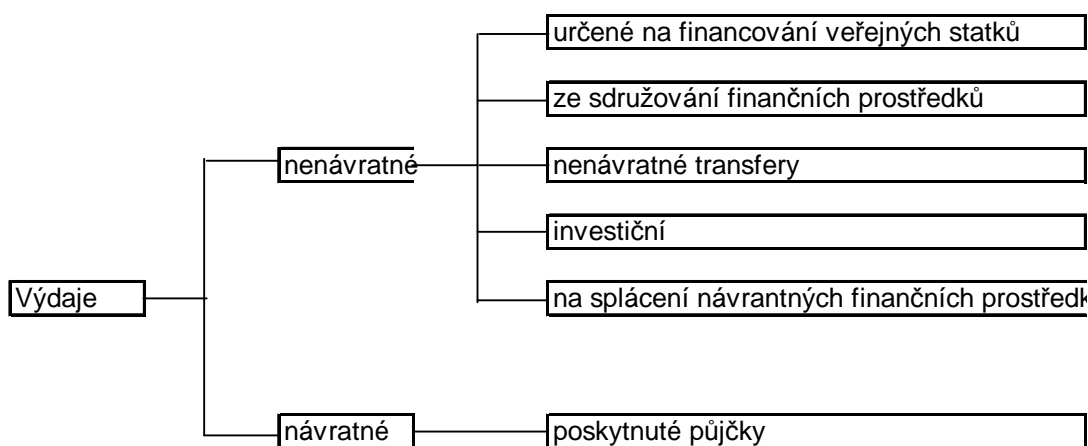 určené na financování veřejných statků
ze sdružování finančních prostředků
nenávratné
nenávratné transfery
investiční
Výdaje
na splácení návrantných finančních prostředk
návratné
poskytnuté půjčky